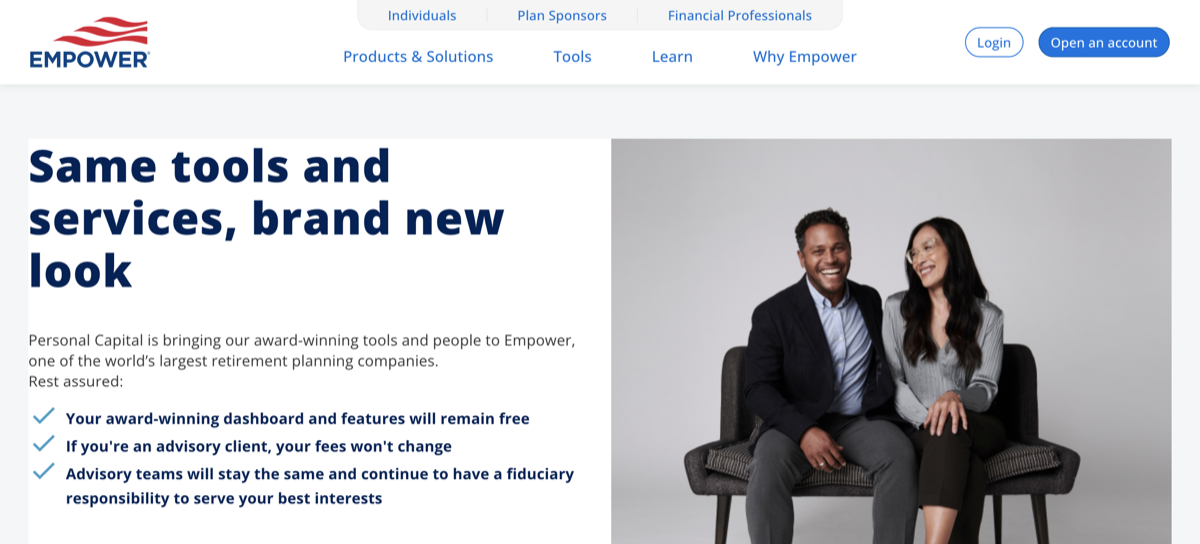 Individuals
Plan Sponsors
Financial Professionals
EMPOWER
Products & Solutions
Tools
Learn
Why Empower
Login
Open an account
Same tools and
services, brand new
look
Personal Capital is bringing our award-winning tools and people to Empower,
one of the world’s largest retirement planning companies.
Rest assured:
Your award-winning dashboard and features will remain free
If you're an advisory client, your fees won't change
Advisory teams will stay the same and continue to have a fiduciary
responsibility to serve your best interests